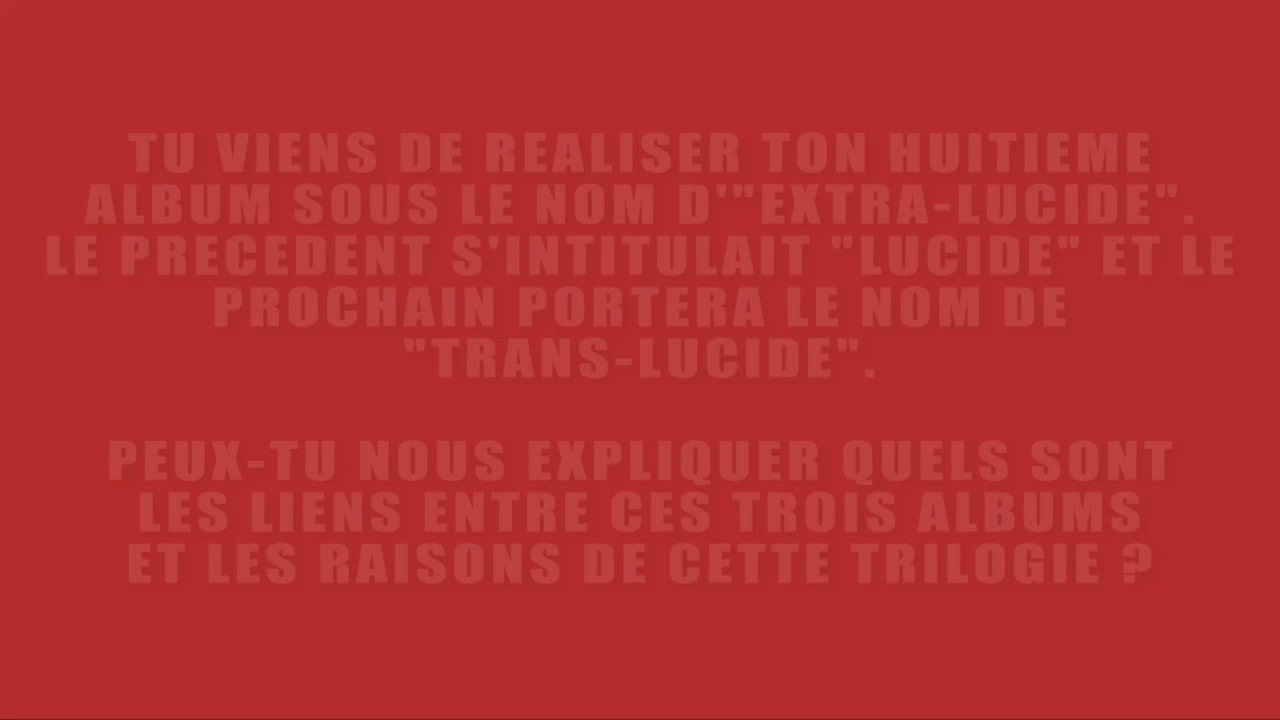 TU VIENS DE REALISER TON HUITIEME
ALBUM SOUS LE NOM D'"EXTRA-LUCIDE".
LE PRECEDENT S'INTITULAIT "LUCIDE" ET LE
PROCHAIN PORTERA LE NOM DE
"TRANS-LUCIDE".
PEUX-TU NOUS EXPLIQUER QUELS SONT
LES LIENS ENTRE CES TROIS ALBUMS
ET LES RAISONS DE CETTE TRILOGIE ?